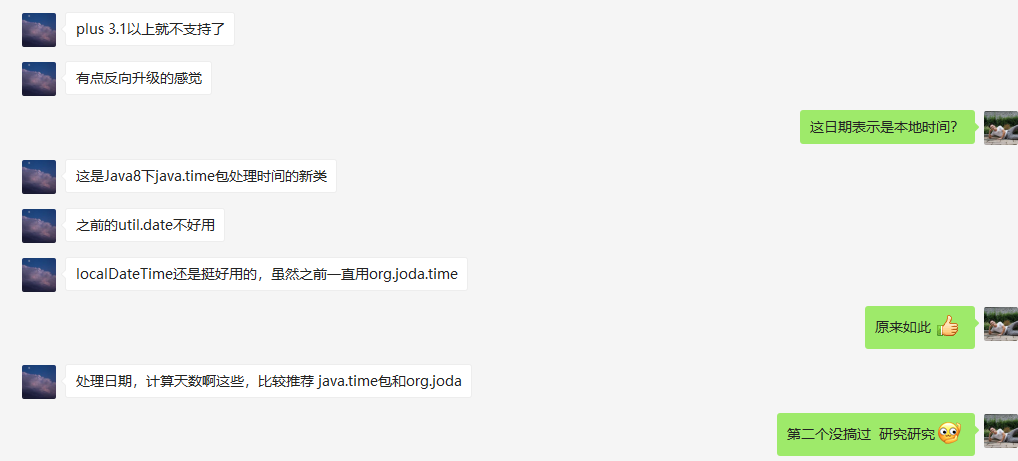 plus 3.1以上就不支持了
有点反向升级的感觉
这日期表示是本地时间？
这是Java8下java.time包处理时间的新类
之前的util.date不好用
localDateTime还是挺好用的，虽然之前一直用org.joda.time
原来如此
处理日期，计算天数啊这些，比较推荐 java.time包和org.joda
第二个没搞过 研究研究